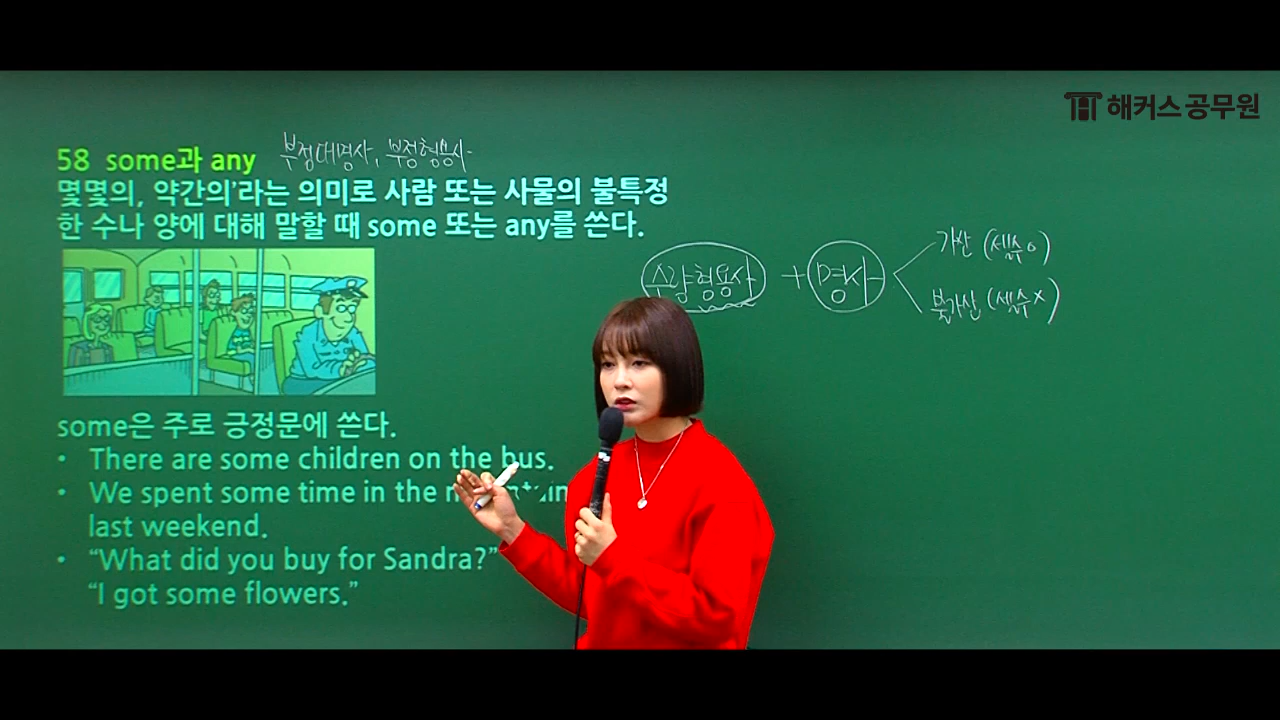 해커스 공무원
58 some과 any 부정대명사, 부정형용사
몇몇의, 약간의’라는 의미로 사람 또는 사물의 불특정
한 수나 양에 대해 말할 때 some 또는 any를 쓴다.
수량형용사 + 명사
가산 (셀수o)
불가산 (셀수x)
some은 주로 긍정문에 쓴다.
• There are some children on the bus.
• We spent some time in the
last weekend.
• “What did you buy for Sandra?”
“I got some flowers.”